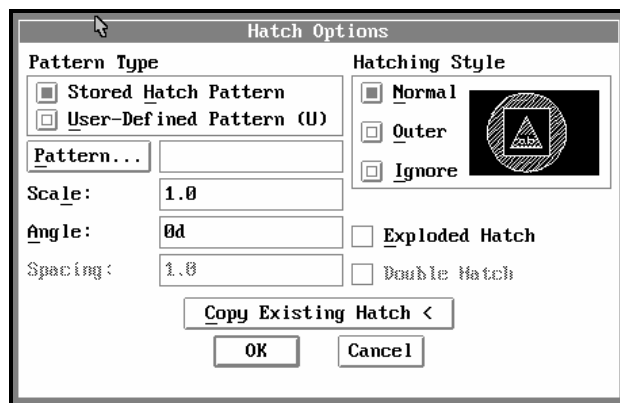 Hatch Options
Pattern Type
Stored Hatch Pattern
User-Defined Pattern (U)
Pattern...
Scale: 1.0
Angle: 0d
Spacing: 1.0
Hatching Style
Normal
Outer
Ignore
ab
Exploded Hatch
Double Hatch
Copy Existing Hatch <
OK Cancel